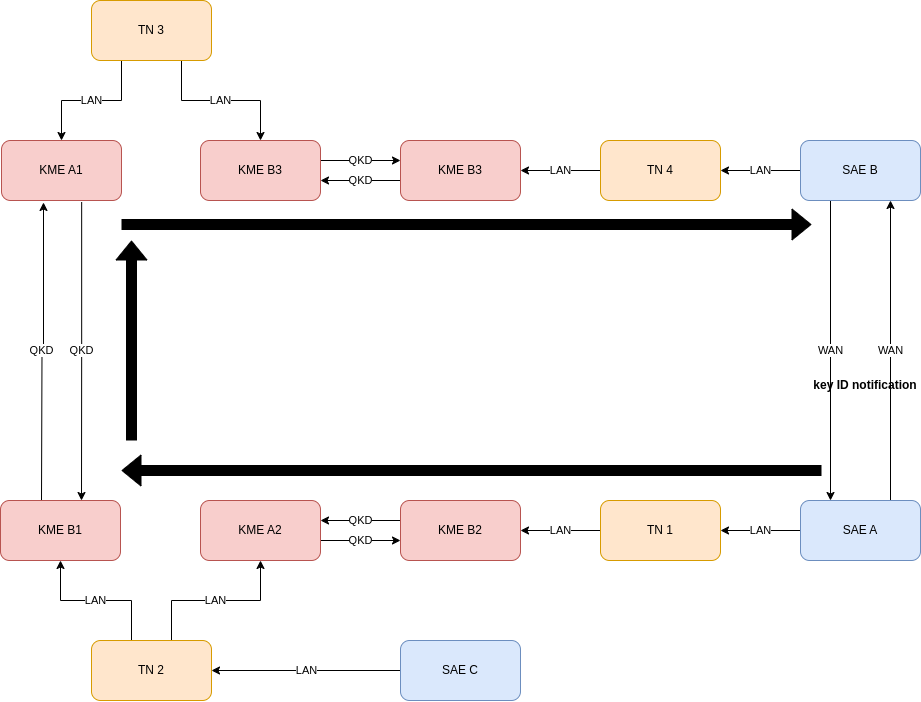 TN 3
LAN
LAN
KME A1
KME B3
QKD
QKD
KME B3
LAN
TN 4
LAN
SAE B
QKD
QKD
WAN
WAN
key ID notification
KME B1
KME A2
QKD
QKD
KME B2
LAN
TN 1
LAN
SAE A
LAN
LAN
TN 2
LAN
SAE C